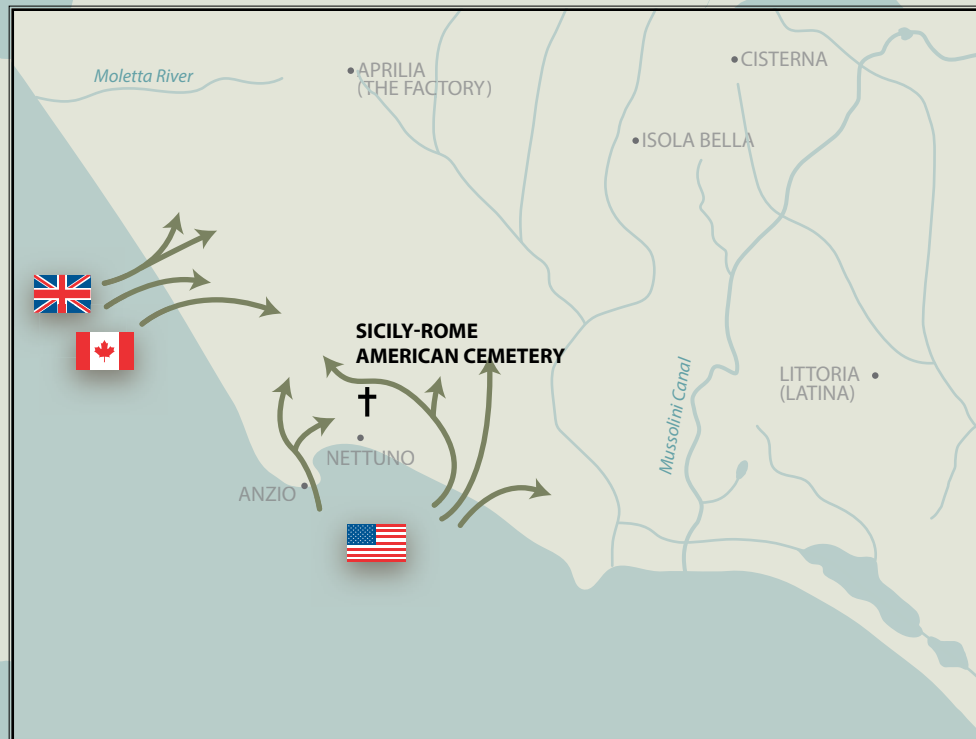 Moletta River
APRILIA
(THE FACTORY)
CISTERNA
ISOLA BELLA
SICILY-ROME
AMERICAN CEMETERY
LITTORIA
(LATINA)
Mussolini Canal
NETTUNO
ANZIO